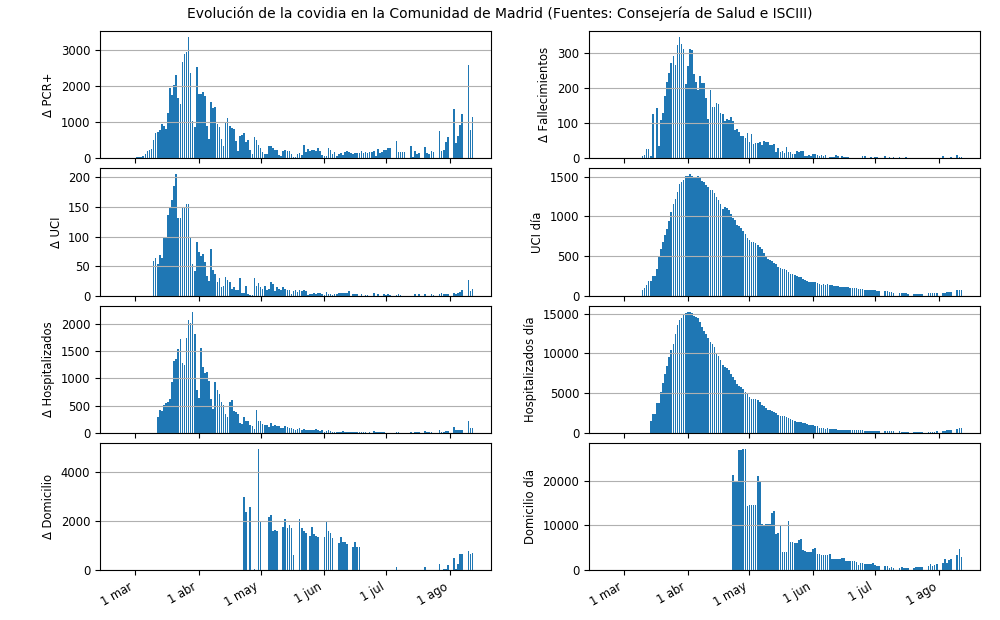 Evolución de la covidia en la Comunidad de Madrid (Fuentes: Consejería de Salud e ISCIII)
Δ PCR+
3000
2000
1000
0
Δ Fallecimientos
300
200
100
0
Δ UCI
200
150
100
50
0
UCI día
1500
1000
500
0
Δ Hospitalizados
2000
1500
1000
500
0
Hospitalizados día
15000
10000
5000
0
Δ Domicilio
4000
2000
0
Domicilio día
20000
10000
0
1 mar 1 abr 1 may 1 jun 1 jul 1 ago
1 mar 1 abr 1 may 1 jun 1 jul 1 ago